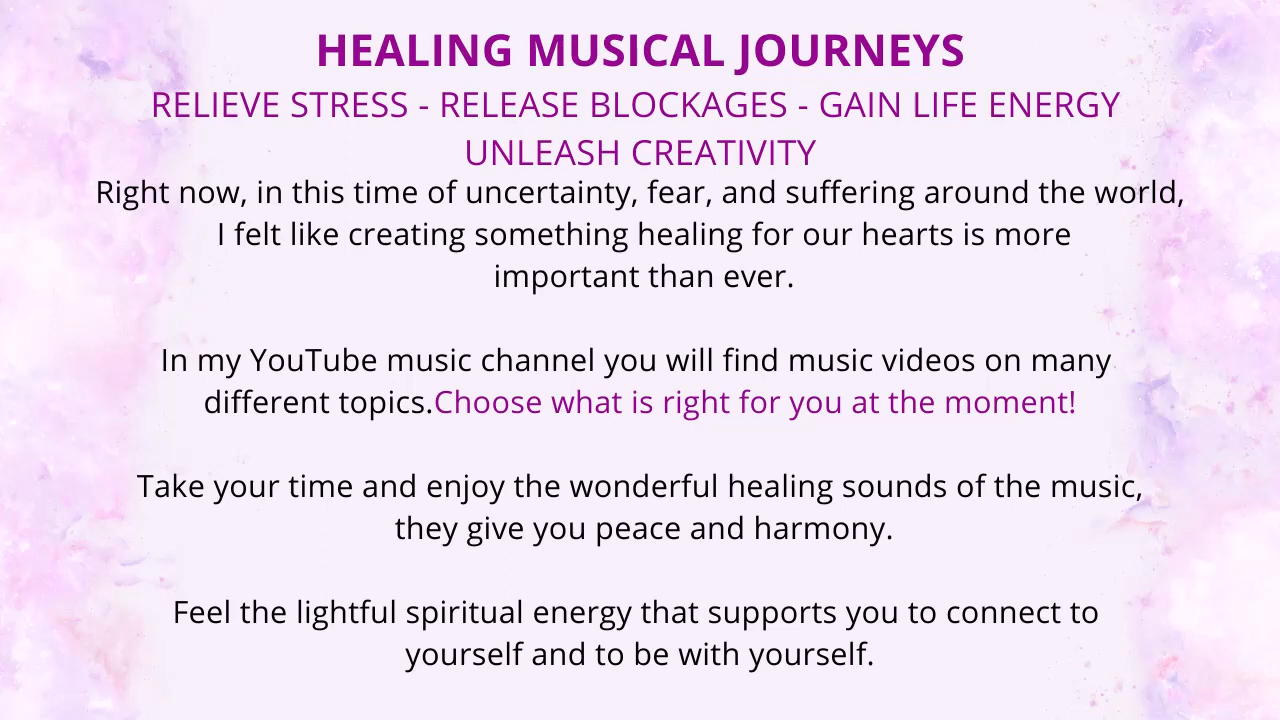 HEALING MUSICAL JOURNEYS
RELIEVE STRESS - RELEASE BLOCKAGES - GAIN LIFE ENERGY
UNLEASH CREATIVITY
Right now, in this time of uncertainty, fear, and suffering around the world,
I felt like creating something healing for our hearts is more
important than ever.
In my YouTube music channel you will find music videos on many
different topics.Choose what is right for you at the moment!
Take your time and enjoy the wonderful healing sounds of the music,
they give you peace and harmony.
Feel the lightful spiritual energy that supports you to connect to
yourself and to be with yourself.